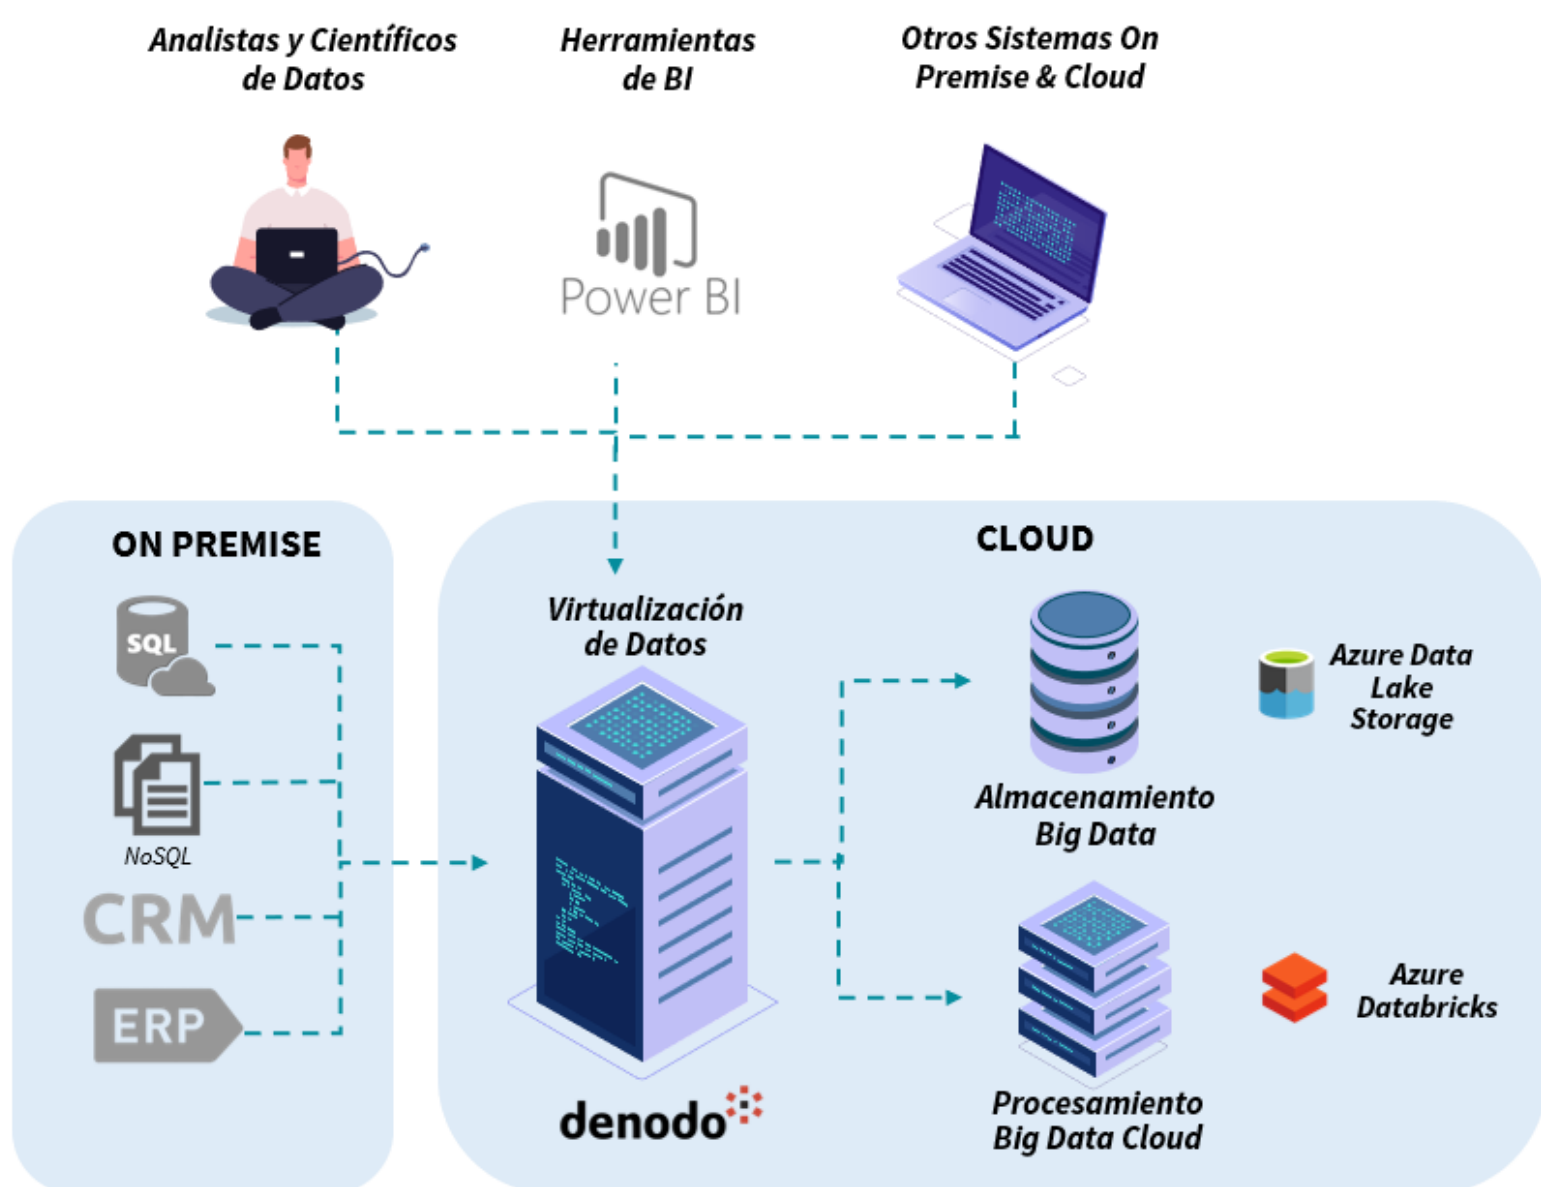 Analistas y Científicos
de Datos
Herramientas
de BI
Otros Sistemas On
Premise & Cloud
Power BI
ON PREMISE
SQL
NoSQL
CRM
ERP
CLOUD
Virtualización
de Datos
denodo
Almacenamiento
Big Data
Azure Data
Lake
Storage
Procesamiento
Big Data Cloud
Azure
Databricks